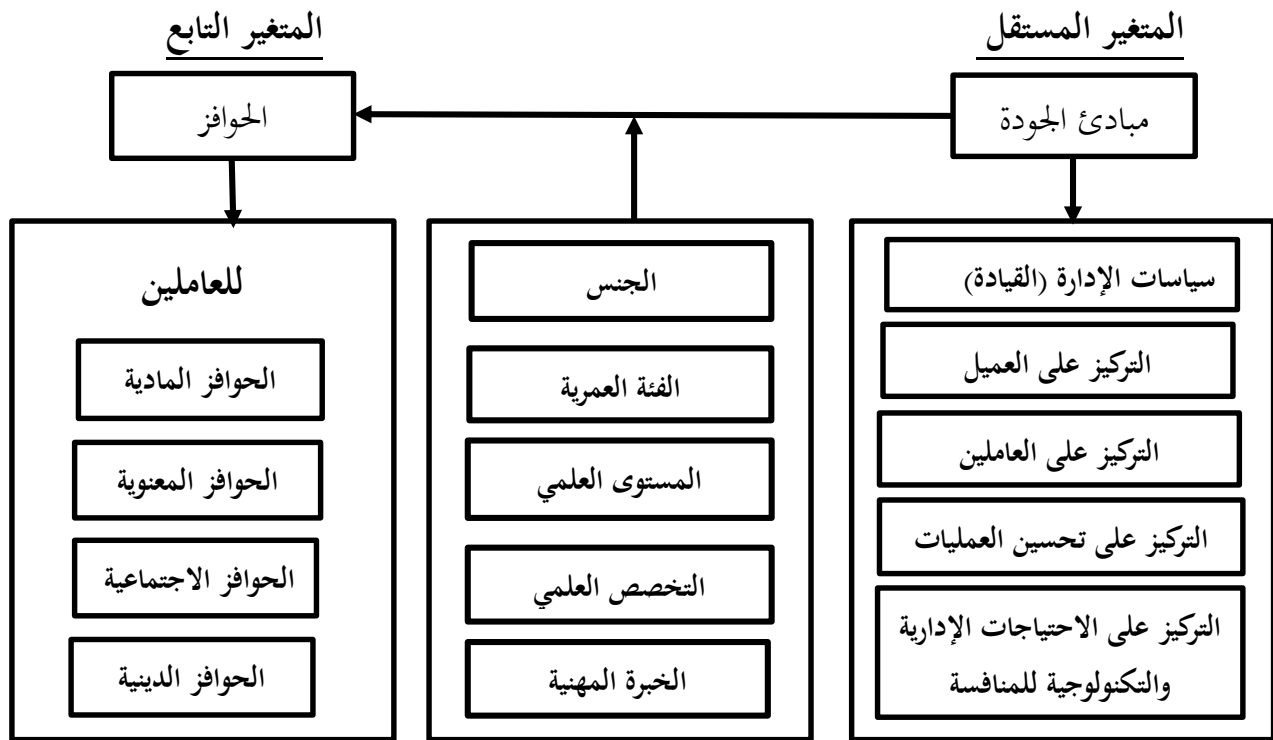 المتغير المستقل
المتغير التابع
مبادئ الجودة
الحوافز
سياسات الإدارة (القيادة)
التركيز على العميل
التركيز على العاملين
التركيز على تحسين العمليات
التركيز على الاحتياجات الإدارية
والتكنولوجية للمنافسة
الجنس
الفئة العمرية
المستوى العلمي
التخصص العلمي
الخبرة المهنية
للعاملين
الحوافز المادية
الحوافز المعنوية
الحوافز الاجتماعية
الحوافز الدينية